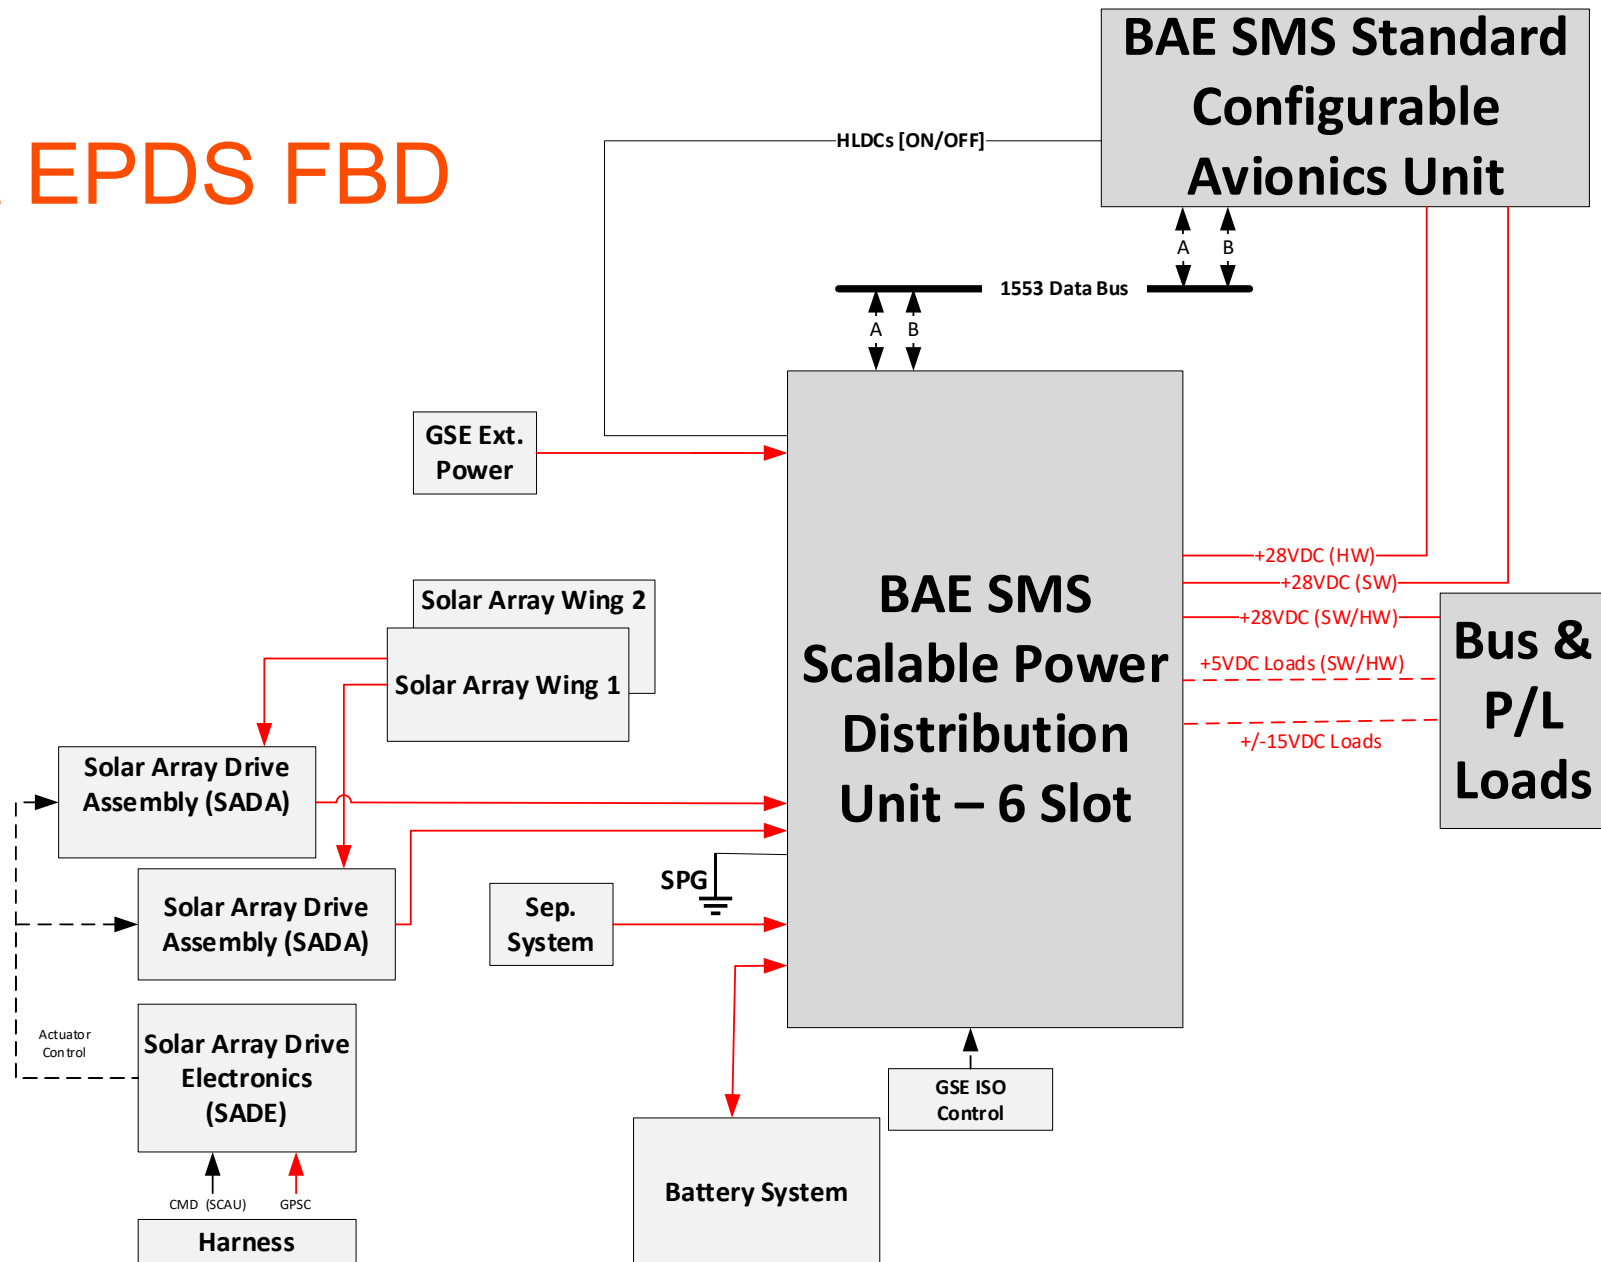 EPDS FBD
BAE SMS Standard
Configurable
Avionics Unit
HLDCs [ON/OFF]
A
B
1553 Data Bus
A
B
GSE Ext.
Power
+28VDC (HW)
+28VDC (SW)
+28VDC (SW/HW)
+5VDC Loads (SW/HW)
+/-15VDC Loads
Bus &
P/L
Loads
BAE SMS
Scalable Power
Distribution
Unit – 6 Slot
Solar Array Wing 2
Solar Array Wing 1
Solar Array Drive
Assembly (SADA)
Solar Array Drive
Assembly (SADA)
SPG
Sep.
System
Actuator
Control
Solar Array Drive
Electronics
(SADE)
GSE ISO
Control
CMD (SCAU)
GPSC
Harness
Battery System